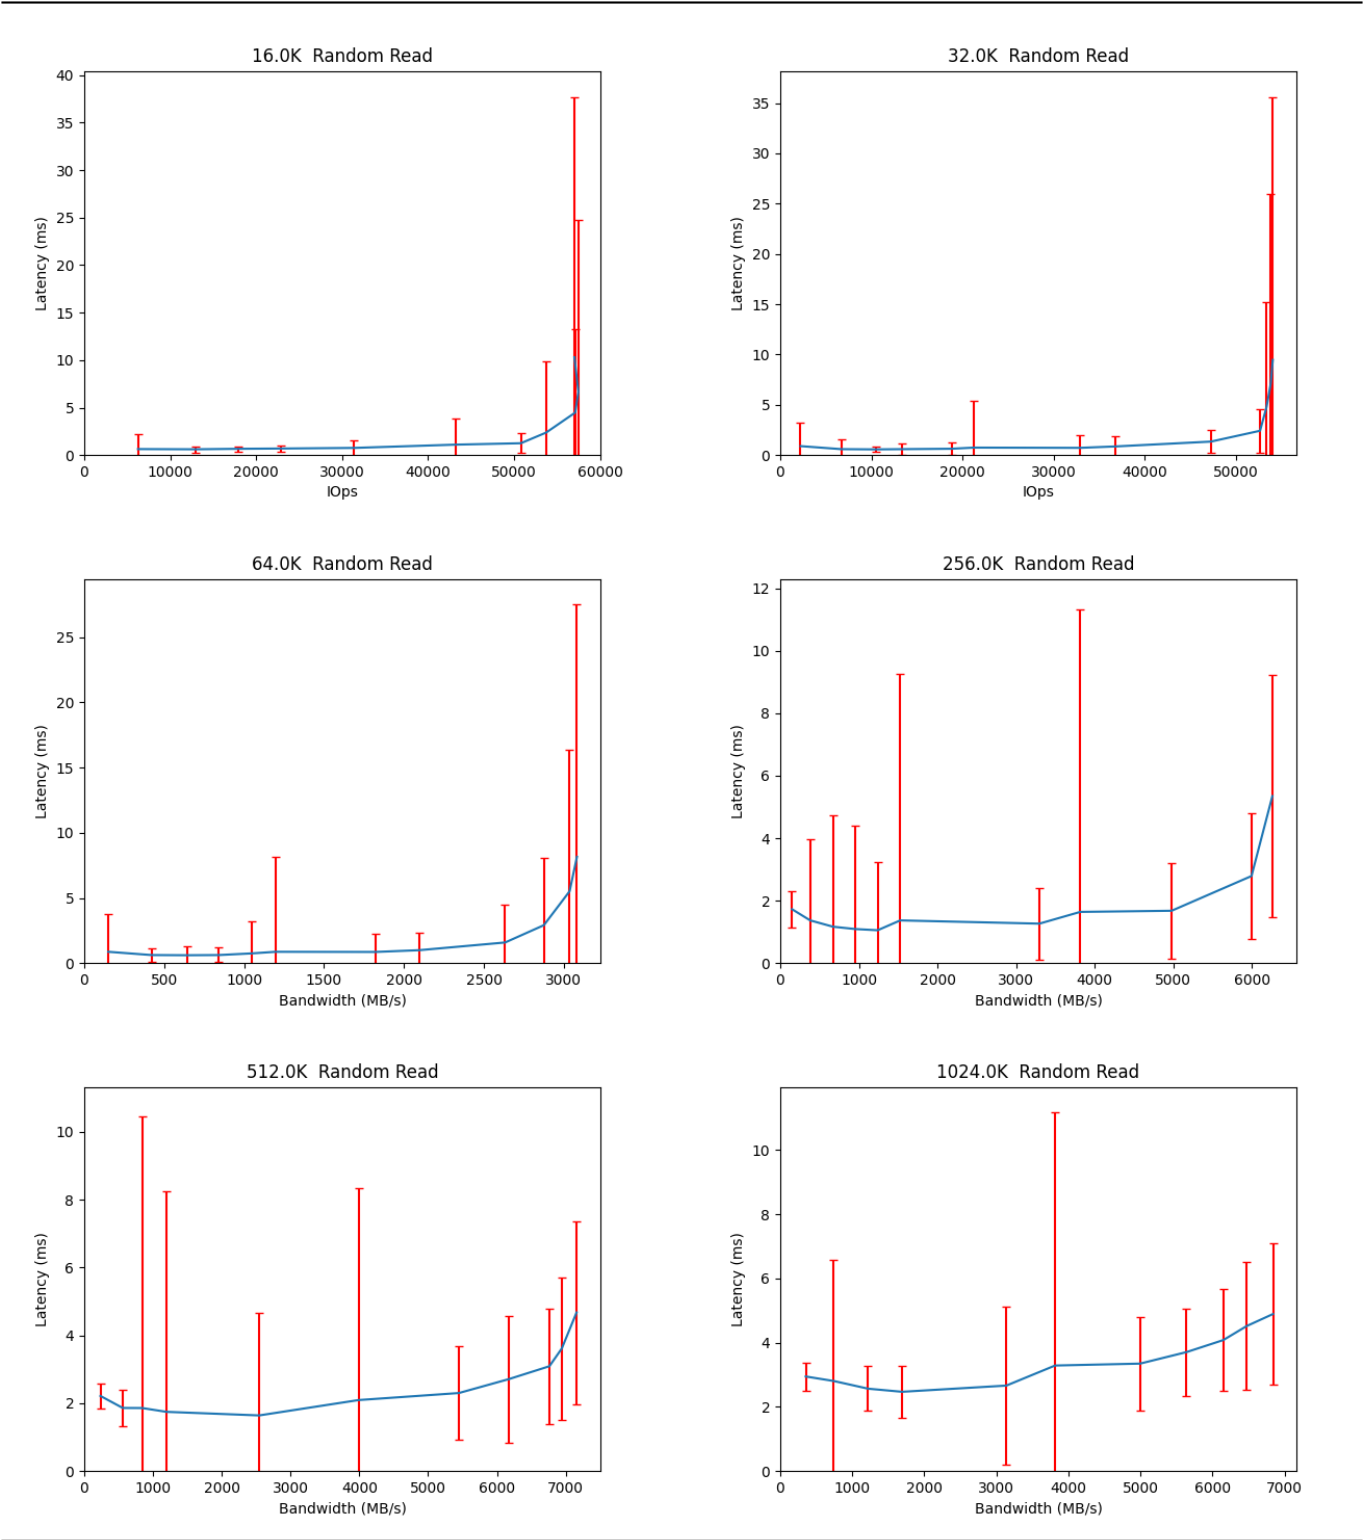 16.0K  Random Read
40
35
30
25
20
15
10
5
0
Latency (ms)
0 10000 20000 30000 40000 50000 60000
IOps
32.0K  Random Read
35
30
25
20
15
10
5
0
Latency (ms)
0 10000 20000 30000 40000 50000
IOps
64.0K  Random Read
25
20
15
10
5
0
Latency (ms)
0 500 1000 1500 2000 2500 3000
Bandwidth (MB/s)
256.0K  Random Read
12
10
8
6
4
2
0
Latency (ms)
0 1000 2000 3000 4000 5000 6000
Bandwidth (MB/s)
512.0K  Random Read
10
8
6
4
2
0
Latency (ms)
0 1000 2000 3000 4000 5000 6000 7000
Bandwidth (MB/s)
1024.0K  Random Read
10
8
6
4
2
0
Latency (ms)
0 1000 2000 3000 4000 5000 6000 7000
Bandwidth (MB/s)